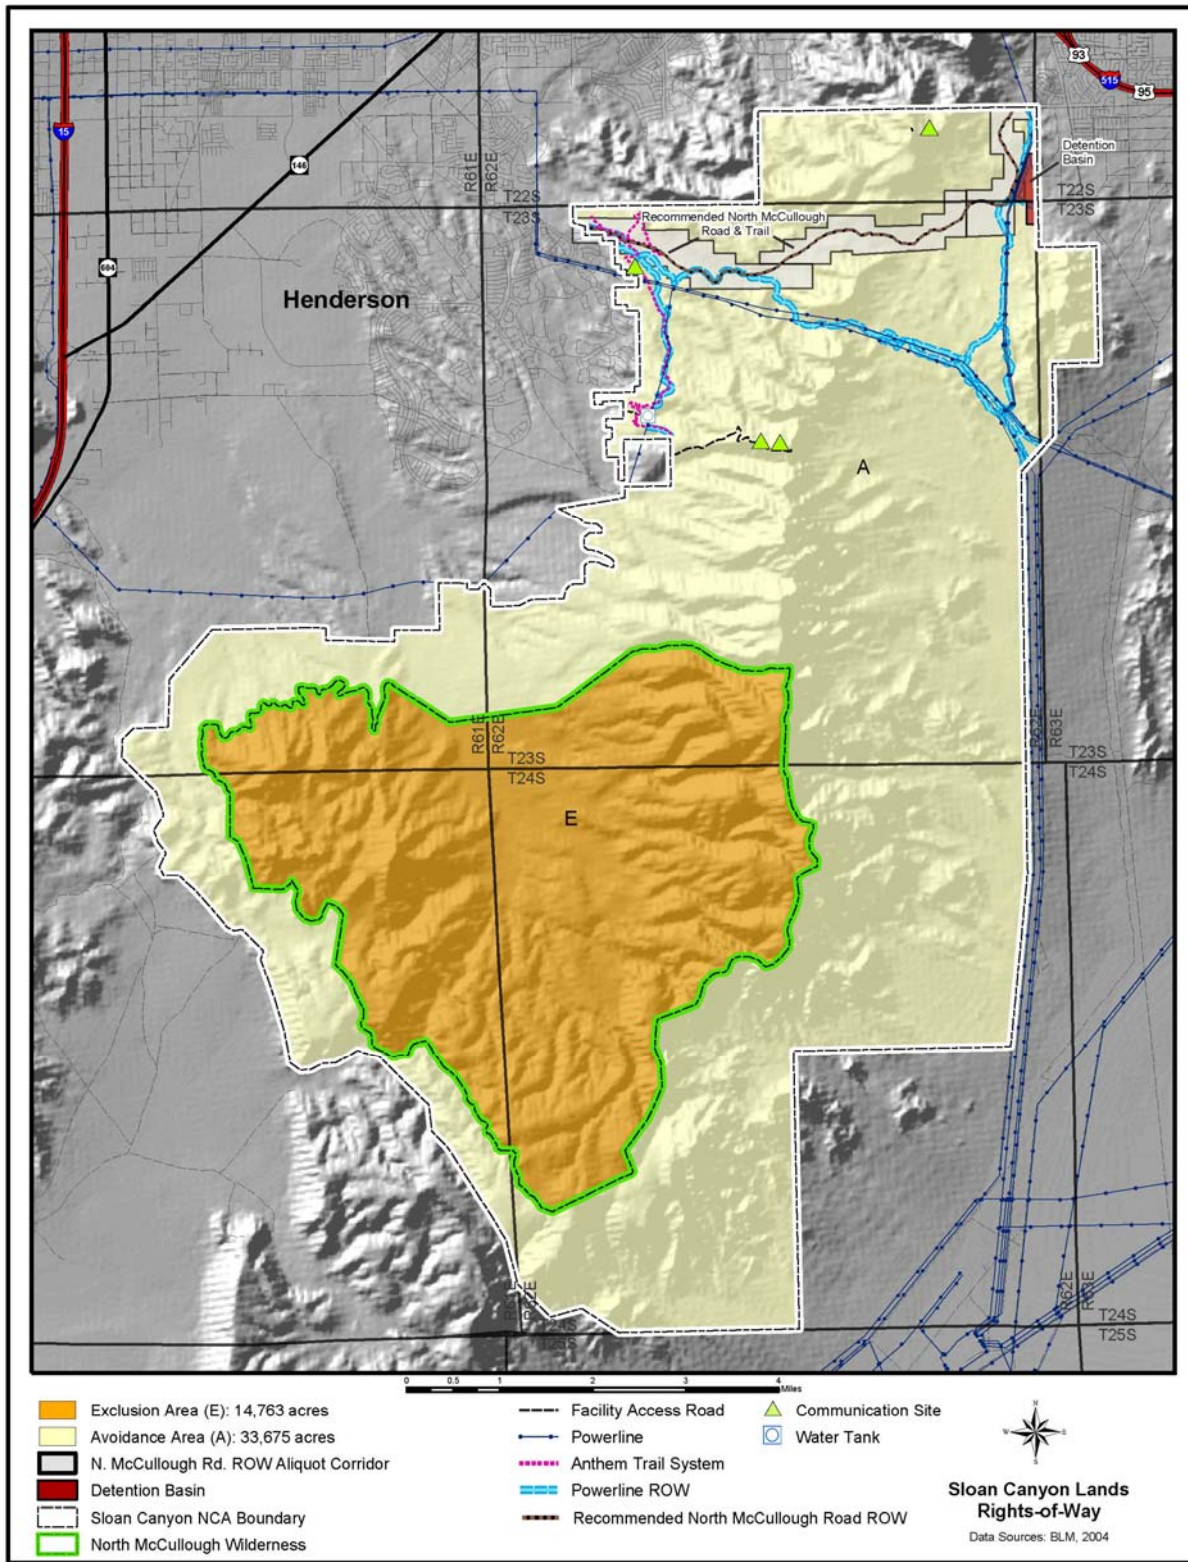 93
515
95
15
146
604
R61E
R62E
T22S
T23S
Detention
Basin
T22S
T23S
Recommended North McCullough
Road & Trail
Henderson
A
R61E
R62E
T23S
T24S
R62E
R63E
T23S
T24S
E
R62E
R63E
T24S
T25S
0 0.5 1 2 3 4
Miles
Exclusion Area (E): 14,763 acres
Avoidance Area (A): 33,675 acres
N. McCullough Rd. ROW Aliquot Corridor
Detention Basin
Sloan Canyon NCA Boundary
North McCullough Wilderness
Facility Access Road
Powerline
Anthem Trail System
Powerline ROW
Recommended North McCullough Road ROW
Communication Site
Water Tank
N
W E
S
Sloan Canyon Lands
Rights-of-Way
Data Sources: BLM, 2004